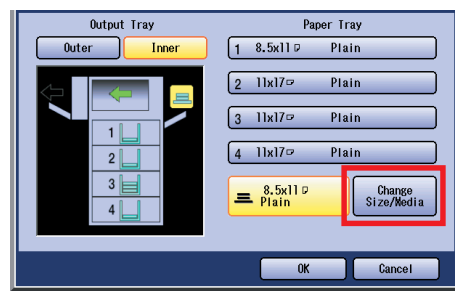 Output Tray
Paper Tray
Outer
Inner
1 8.5x11 Plain
2 11x17 Plain
3 11x17 Plain
4 11x17 Plain
1
2
3
4
8.5x11
Plain
Change
Size/Media
OK
Cancel